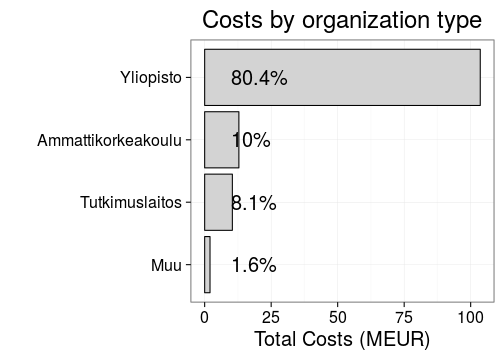 Costs by organization type
Yliopisto 80.4%
Ammattikorkeakoulu 10%
Tutkimuslaitos 8.1%
Muu 1.6%
0 25 50 75 100
Total Costs (MEUR)